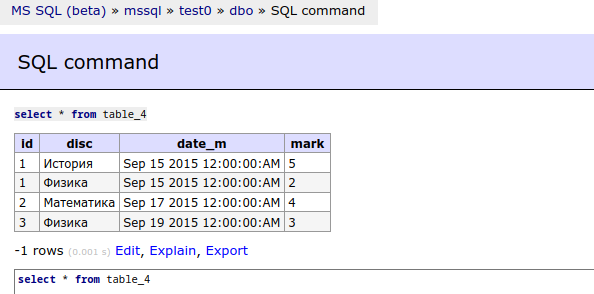 MS SQL (beta) » mssql » test0 » dbo » SQL command
SQL command
select * from table_4
id disc date_m mark
1 История Sep 15 2015 12:00:00:AM 5
1 Физика Sep 15 2015 12:00:00:AM 2
2 Математика Sep 17 2015 12:00:00:AM 4
3 Физика Sep 19 2015 12:00:00:AM 3
-1 rows (0.001 s) Edit, Explain, Export
select * from table_4